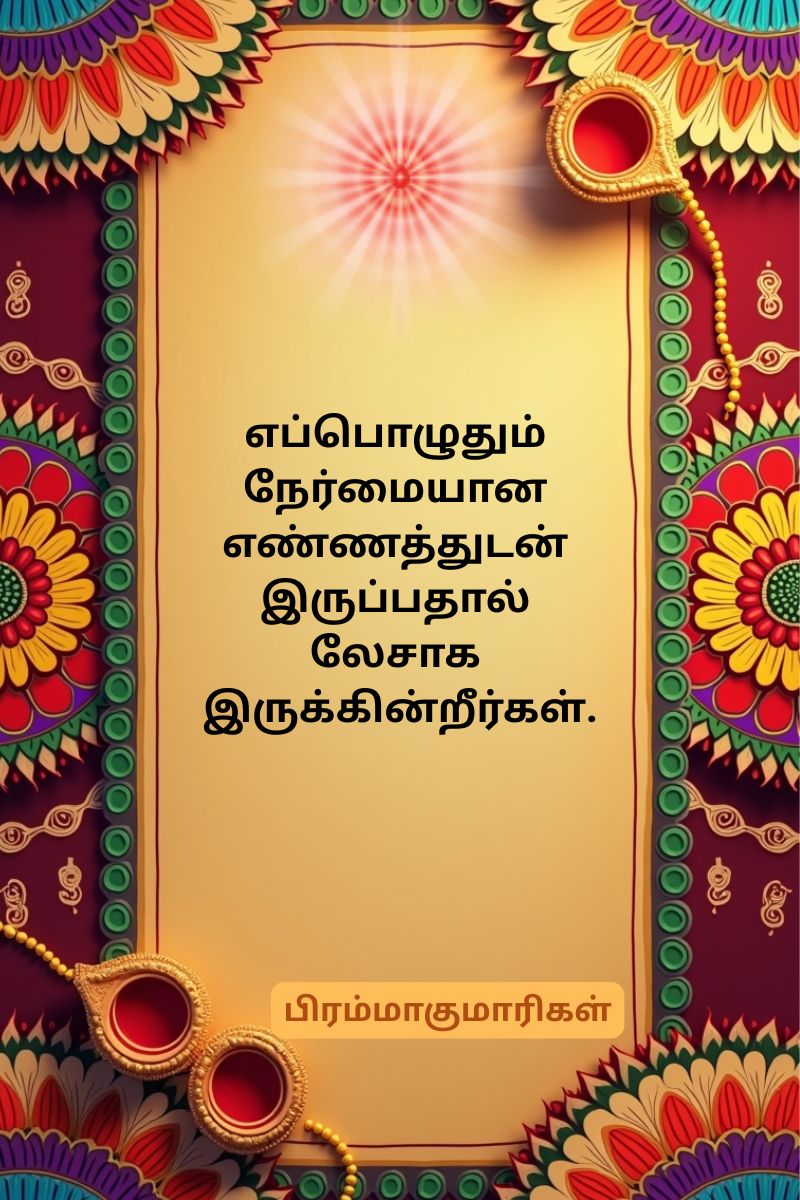 எப்பொழுதும்
நேர்மையான
எண்ணத்துடன்
இருப்பதால்
லேசாக
இருக்கின்றீர்கள்.
பிரம்மாகுமாரிகள்